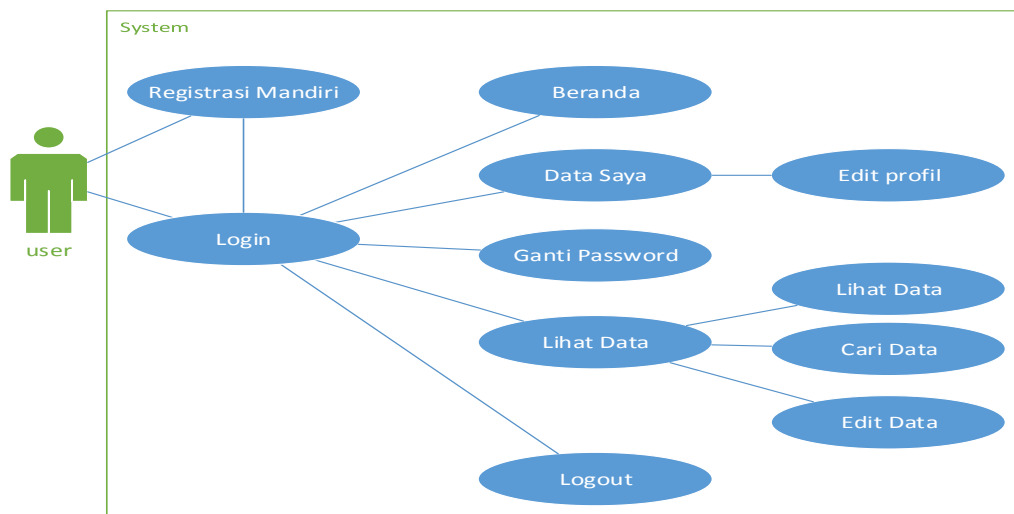 System
Registrasi Mandiri
Beranda
Data Saya
Edit profil
user
Login
Ganti Password
Lihat Data
Lihat Data
Cari Data
Edit Data
Logout